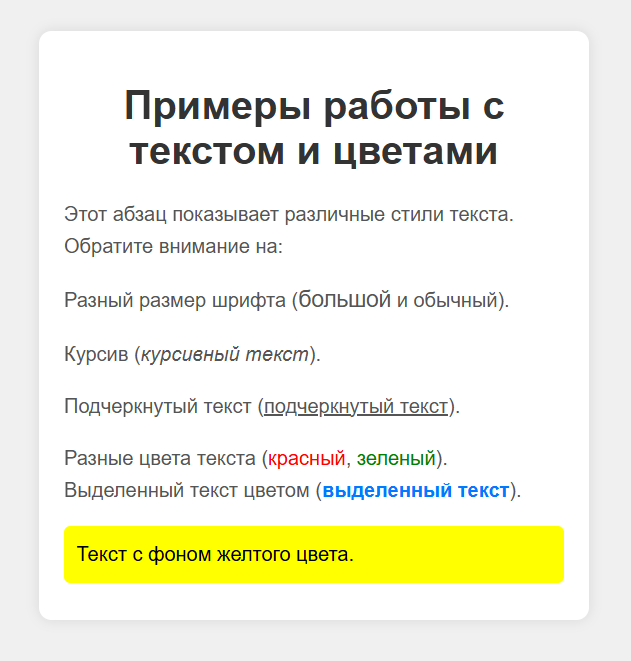 Примеры работы с
текстом и цветами
Этот абзац показывает различные стили текста.
Обратите внимание на:
Разный размер шрифта (большой и обычный).
Курсив (курсивный текст).
Подчеркнутый текст (подчеркнутый текст).
Разные цвета текста (красный, зеленый).
Выделенный текст цветом (выделенный текст).
Текст с фоном желтого цвета.